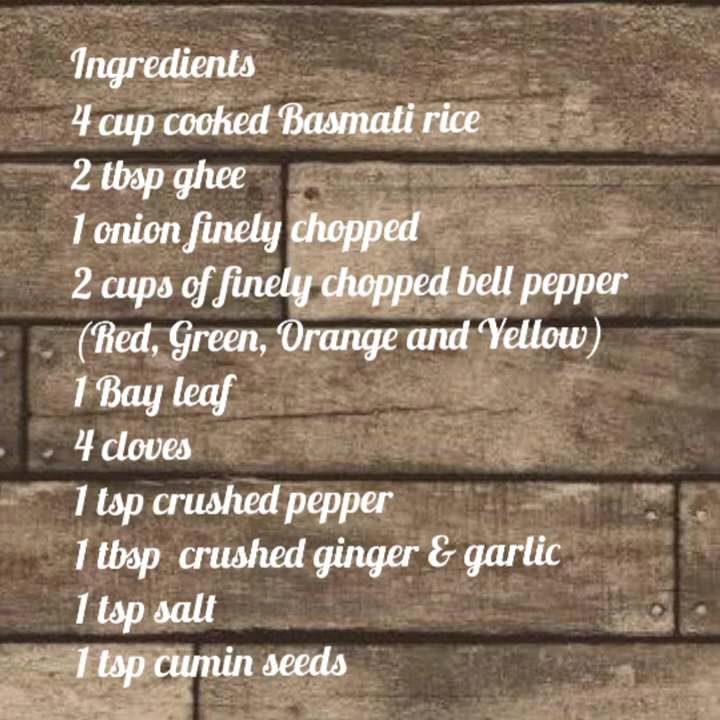 Ingredients
4 cup cooked Basmati rice
2 tbsp ghee
1 onion finely chopped
2 cups of finely chopped bell pepper
(Red, Green, Orange and Yellow)
1 Bay leaf
4 cloves
1 tsp crushed pepper
1 tbsp crushed ginger & garlic
1 tsp salt
1 tsp cumin seeds